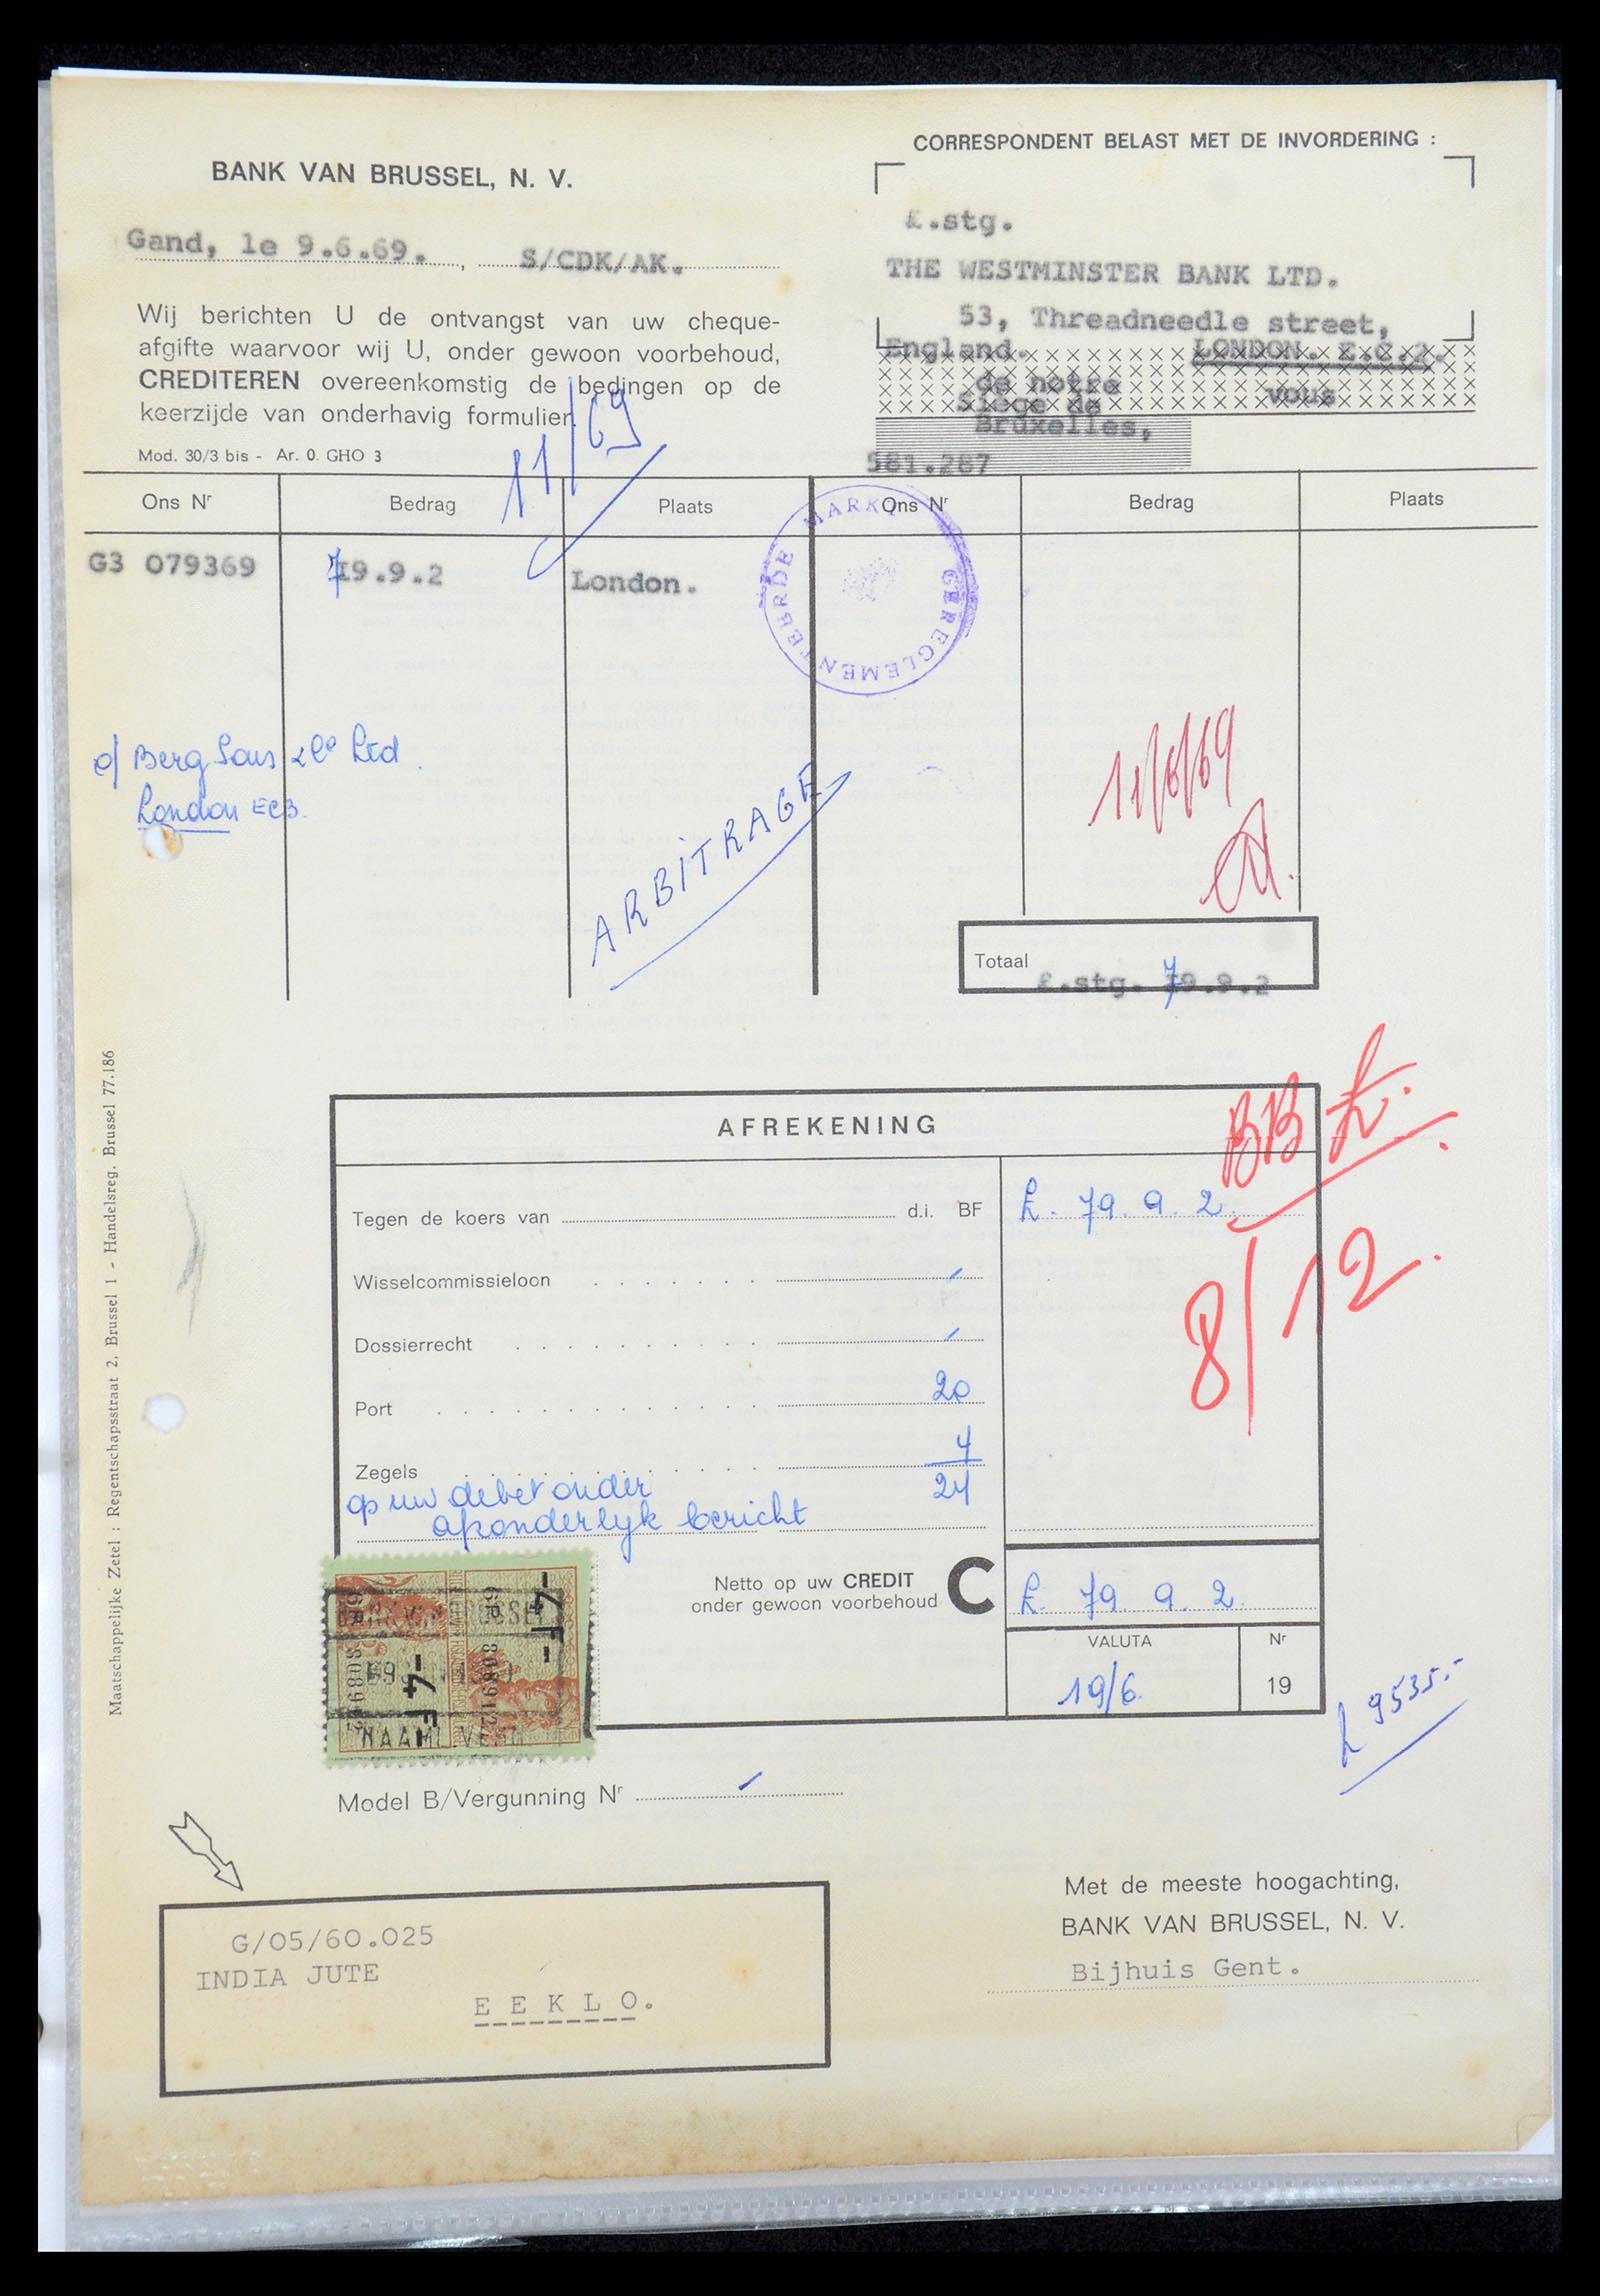 BANK VAN BRUSSEL, N. V.
CORRESPONDENT BELAST MET DE INVORDERING :
Gand, le 9.6.69. , S/CDK/AK.
£.stg.
THE WESTMINSTER BANK LTD.
53, Threadneedle street,
England. LONDON. E.C.2.
de notre vous
Siège de
Bruxelles,
581.287
Wij berichten U de ontvangst van uw cheque-
afgifte waarvoor wij U, onder gewoon voorbehoud,
CREDITEREN overeenkomstig de bedingen op de
keerzijde van onderhavig formulier.
Mod. 30/3 bis - Ar. 0. GHO 3
11/69
Ons Nr Bedrag Plaats Ons Nr Bedrag Plaats
G3 079369 79.9.2 London.
GEREGLEMENTEERDE MARKT
o/ Berg Sons & Co Ltd.
London EC3.
ARBITRAGE
11/6/69
Totaal £.stg. 79.9.2
AFREKENING
BB £.
8/12.
Tegen de koers van d.i. BF £. 79. 9. 2.
Wisselcommissieloon
Dossierrecht
Port 20
Zegels 4
24
op uw debet onder
afzonderlijk bericht
Netto op uw CREDIT C
onder gewoon voorbehoud
£. 79. 9. 2.
VALUTA Nr
19/6. 19
-4F-
-4F
BANK VAN BRUSSEL
NAAML. VENN.
9535.-
Model B/Vergunning Nr
G/05/60.025
INDIA JUTE
EEKLO.
Met de meeste hoogachting,
BANK VAN BRUSSEL, N. V.
Bijhuis Gent.
Maatschappelijke Zetel : Regentschapsstraat 2, Brussel 1 - Handelsreg. Brussel 77.186